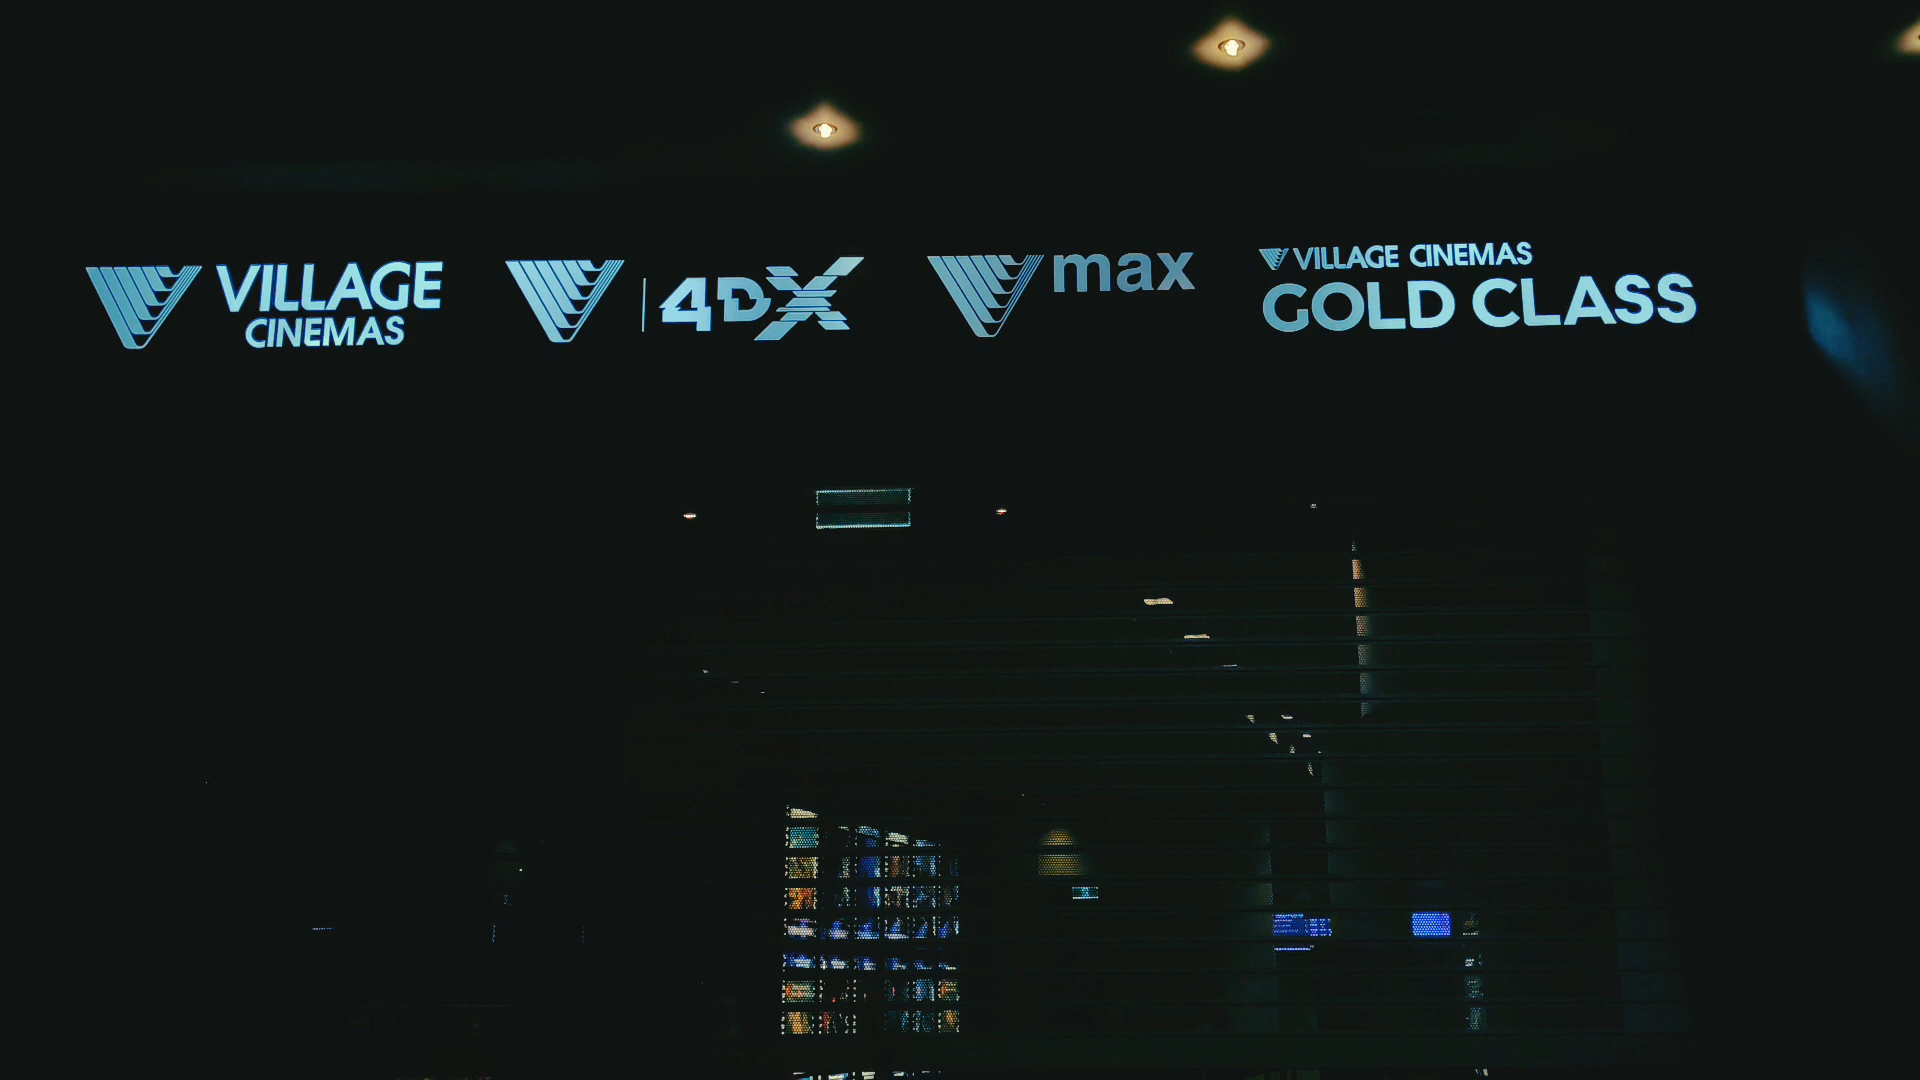 VILLAGE
CINEMAS
4DX
max
VILLAGE CINEMAS
GOLD CLASS